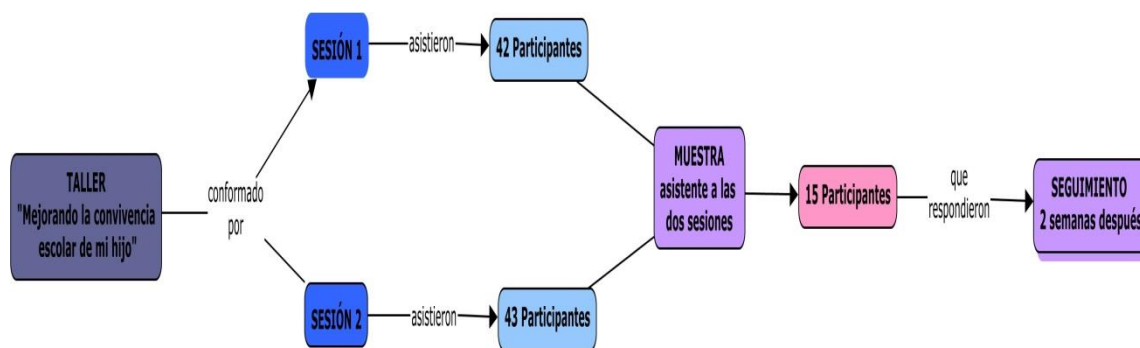 TALLER
"Mejorando la convivencia
escolar de mi hijo"
conformado
por
SESIÓN 1
asistieron
42 Participantes
SESIÓN 2
asistieron
43 Participantes
MUESTRA
asistente a las
dos sesiones
15 Participantes
que
respondieron
SEGUIMIENTO
2 semanas después